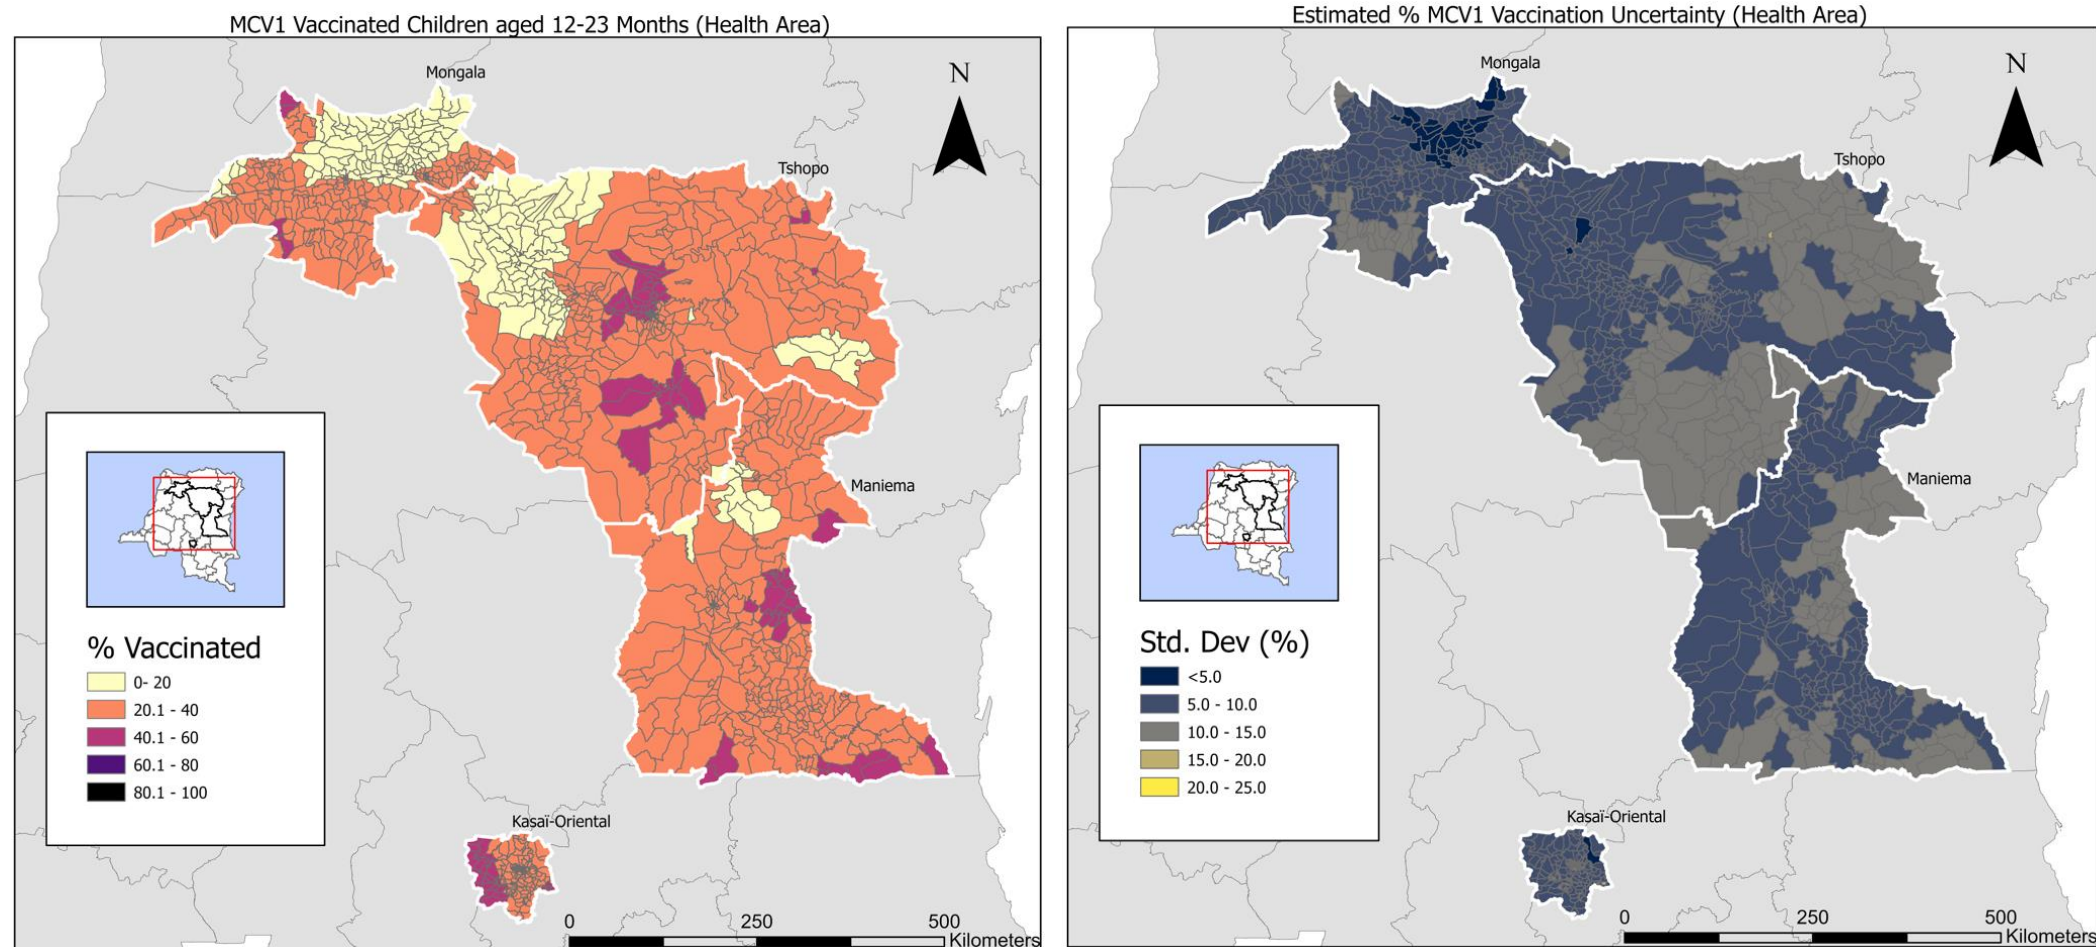 MCV1 Vaccinated Children aged 12-23 Months (Health Area)
Mongala
N
Tshopo
Maniema
% Vaccinated
0- 20
20.1 - 40
40.1 - 60
60.1 - 80
80.1 - 100
Kasaï-Oriental
0 250 500
Kilometers
Estimated % MCV1 Vaccination Uncertainty (Health Area)
Mongala
N
Tshopo
Maniema
Std. Dev (%)
<5.0
5.0 - 10.0
10.0 - 15.0
15.0 - 20.0
20.0 - 25.0
Kasaï-Oriental
0 250 500
Kilometers